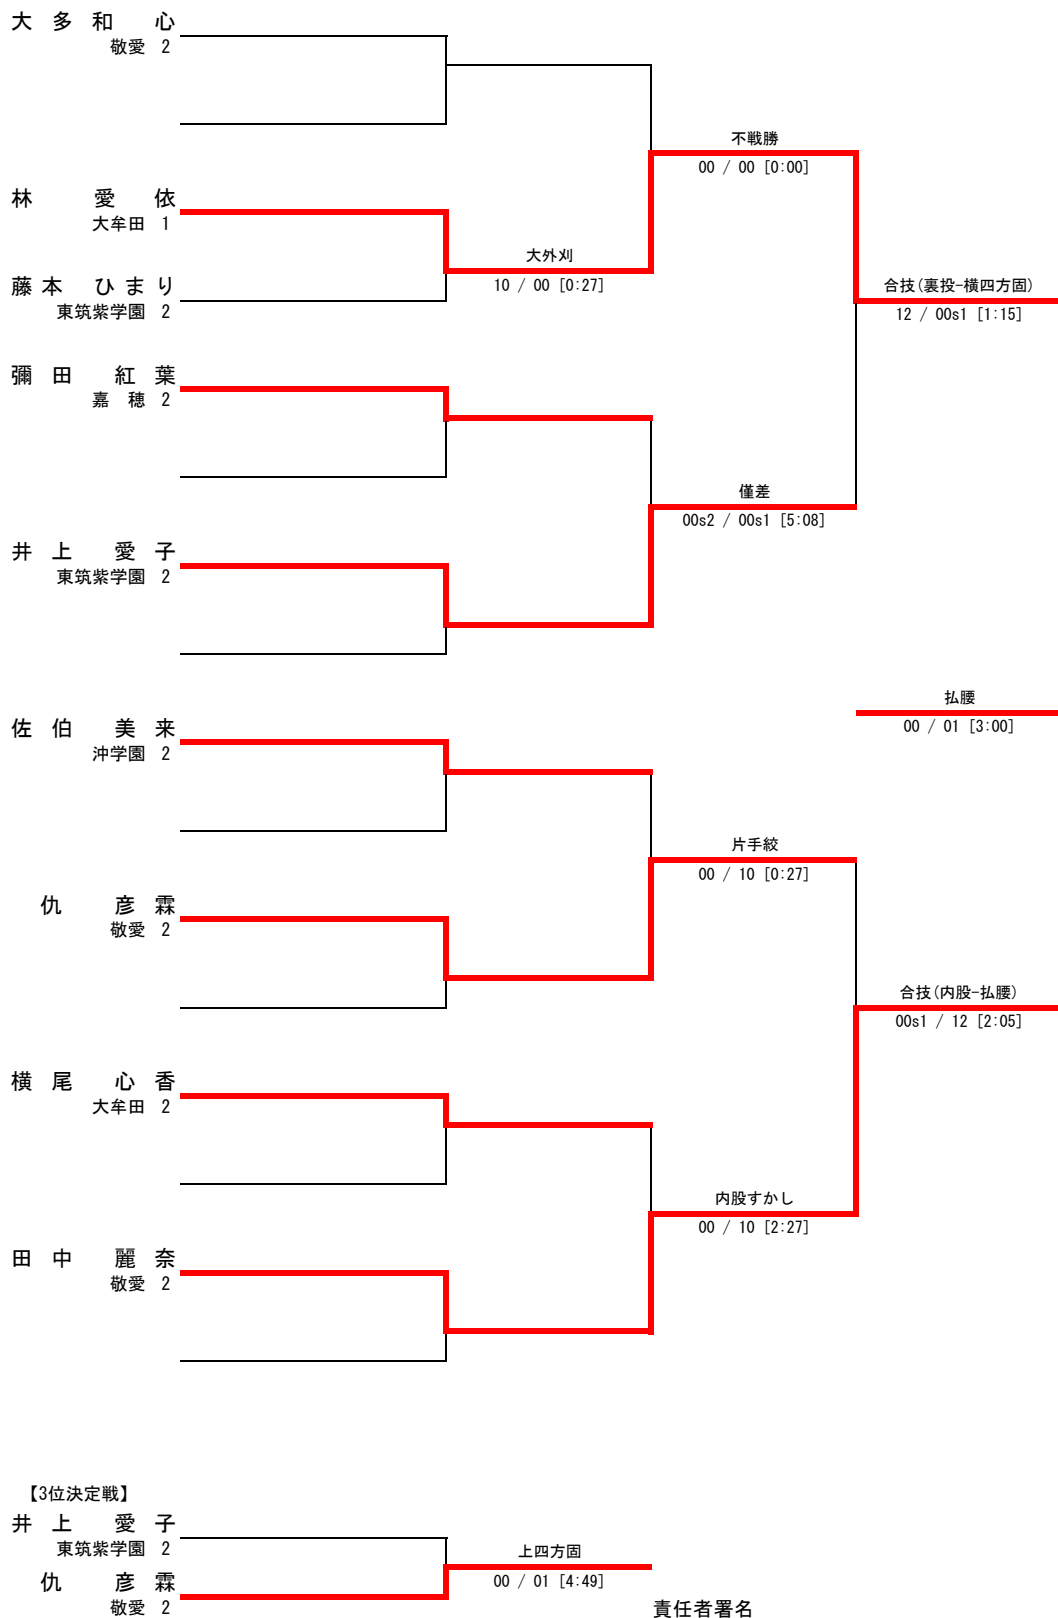 大多和 心
敬愛 2
不戦勝
00 / 00 [0:00]
林 愛依
大牟田 1
大外刈
10 / 00 [0:27]
藤本 ひまり
東筑紫学園 2
合技(裏投-横四方固)
12 / 00s1 [1:15]
彌田 紅葉
嘉穂 2
僅差
00s2 / 00s1 [5:08]
井上 愛子
東筑紫学園 2
払腰
00 / 01 [3:00]
佐伯 美来
沖学園 2
片手絞
00 / 10 [0:27]
仇 彦霖
敬愛 2
合技(内股-払腰)
00s1 / 12 [2:05]
横尾 心香
大牟田 2
内股すかし
00 / 10 [2:27]
田中 麗奈
敬愛 2
【3位決定戦】
井上 愛子
東筑紫学園 2
上四方固
00 / 01 [4:49]
仇 彦霖
敬愛 2
責任者署名